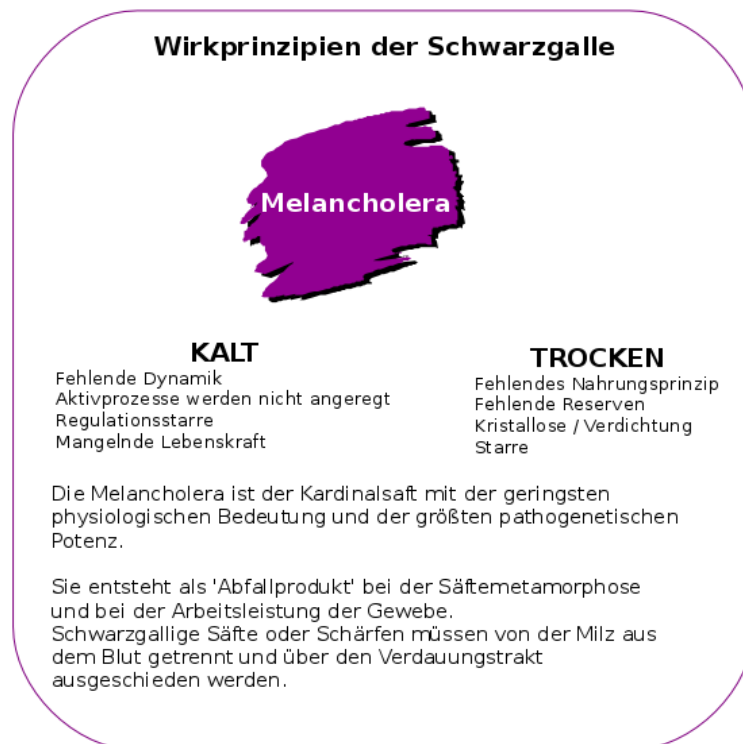 Wirkprinzipien der Schwarzgalle
Melancholera
KALT
Fehlende Dynamik
Aktivprozesse werden nicht angeregt
Regulationsstarre
Mangelnde Lebenskraft
TROCKEN
Fehlendes Nahrungsprinzip
Fehlende Reserven
Kristallose / Verdichtung
Starre
Die Melancholera ist der Kardinalsaft mit der geringsten
physiologischen Bedeutung und der größten pathogenetischen
Potenz.
Sie entsteht als 'Abfallprodukt' bei der Säftemetamorphose
und bei der Arbeitsleistung der Gewebe.
Schwarzgallige Säfte oder Schärfen müssen von der Milz aus
dem Blut getrennt und über den Verdauungstrakt
ausgeschieden werden.